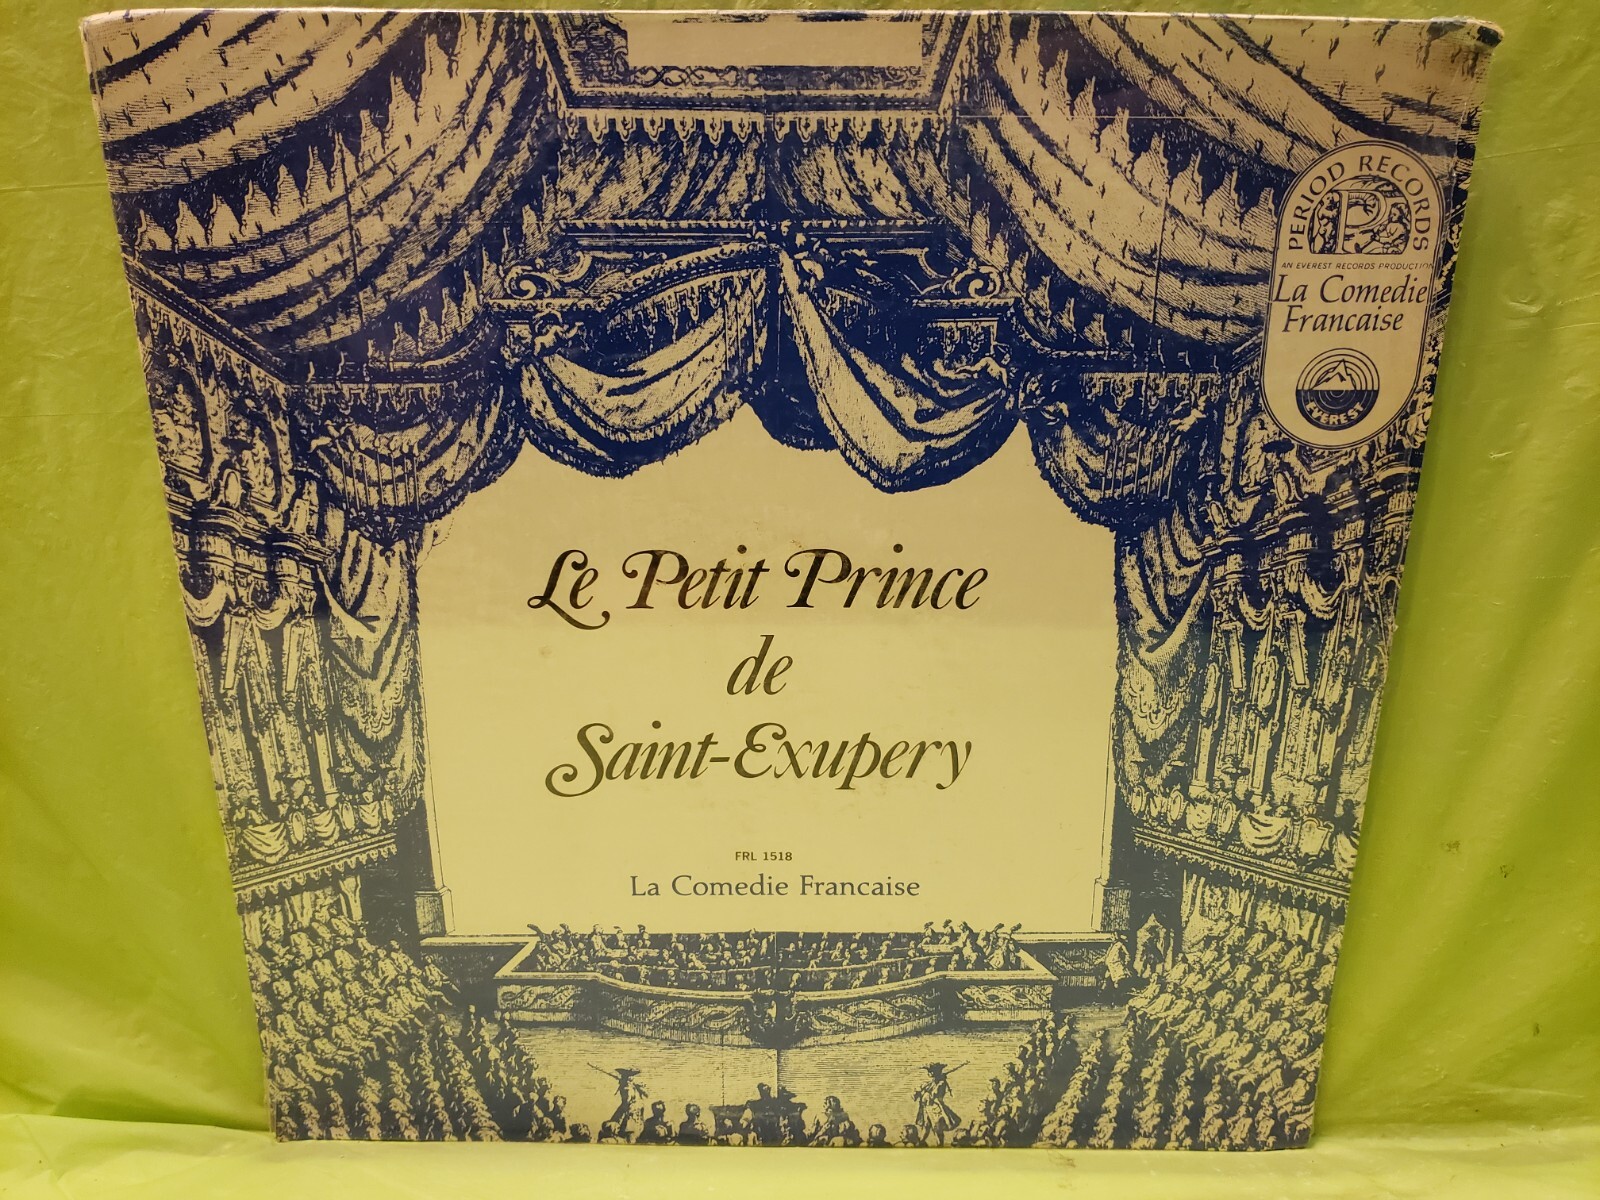 PERIOD RECORDS
P
AN EVEREST RECORDS PRODUCTION
La Comedie
Francaise
EVEREST
Le Petit Prince
de
Saint-Exupery
FRL 1518
La Comedie Francaise